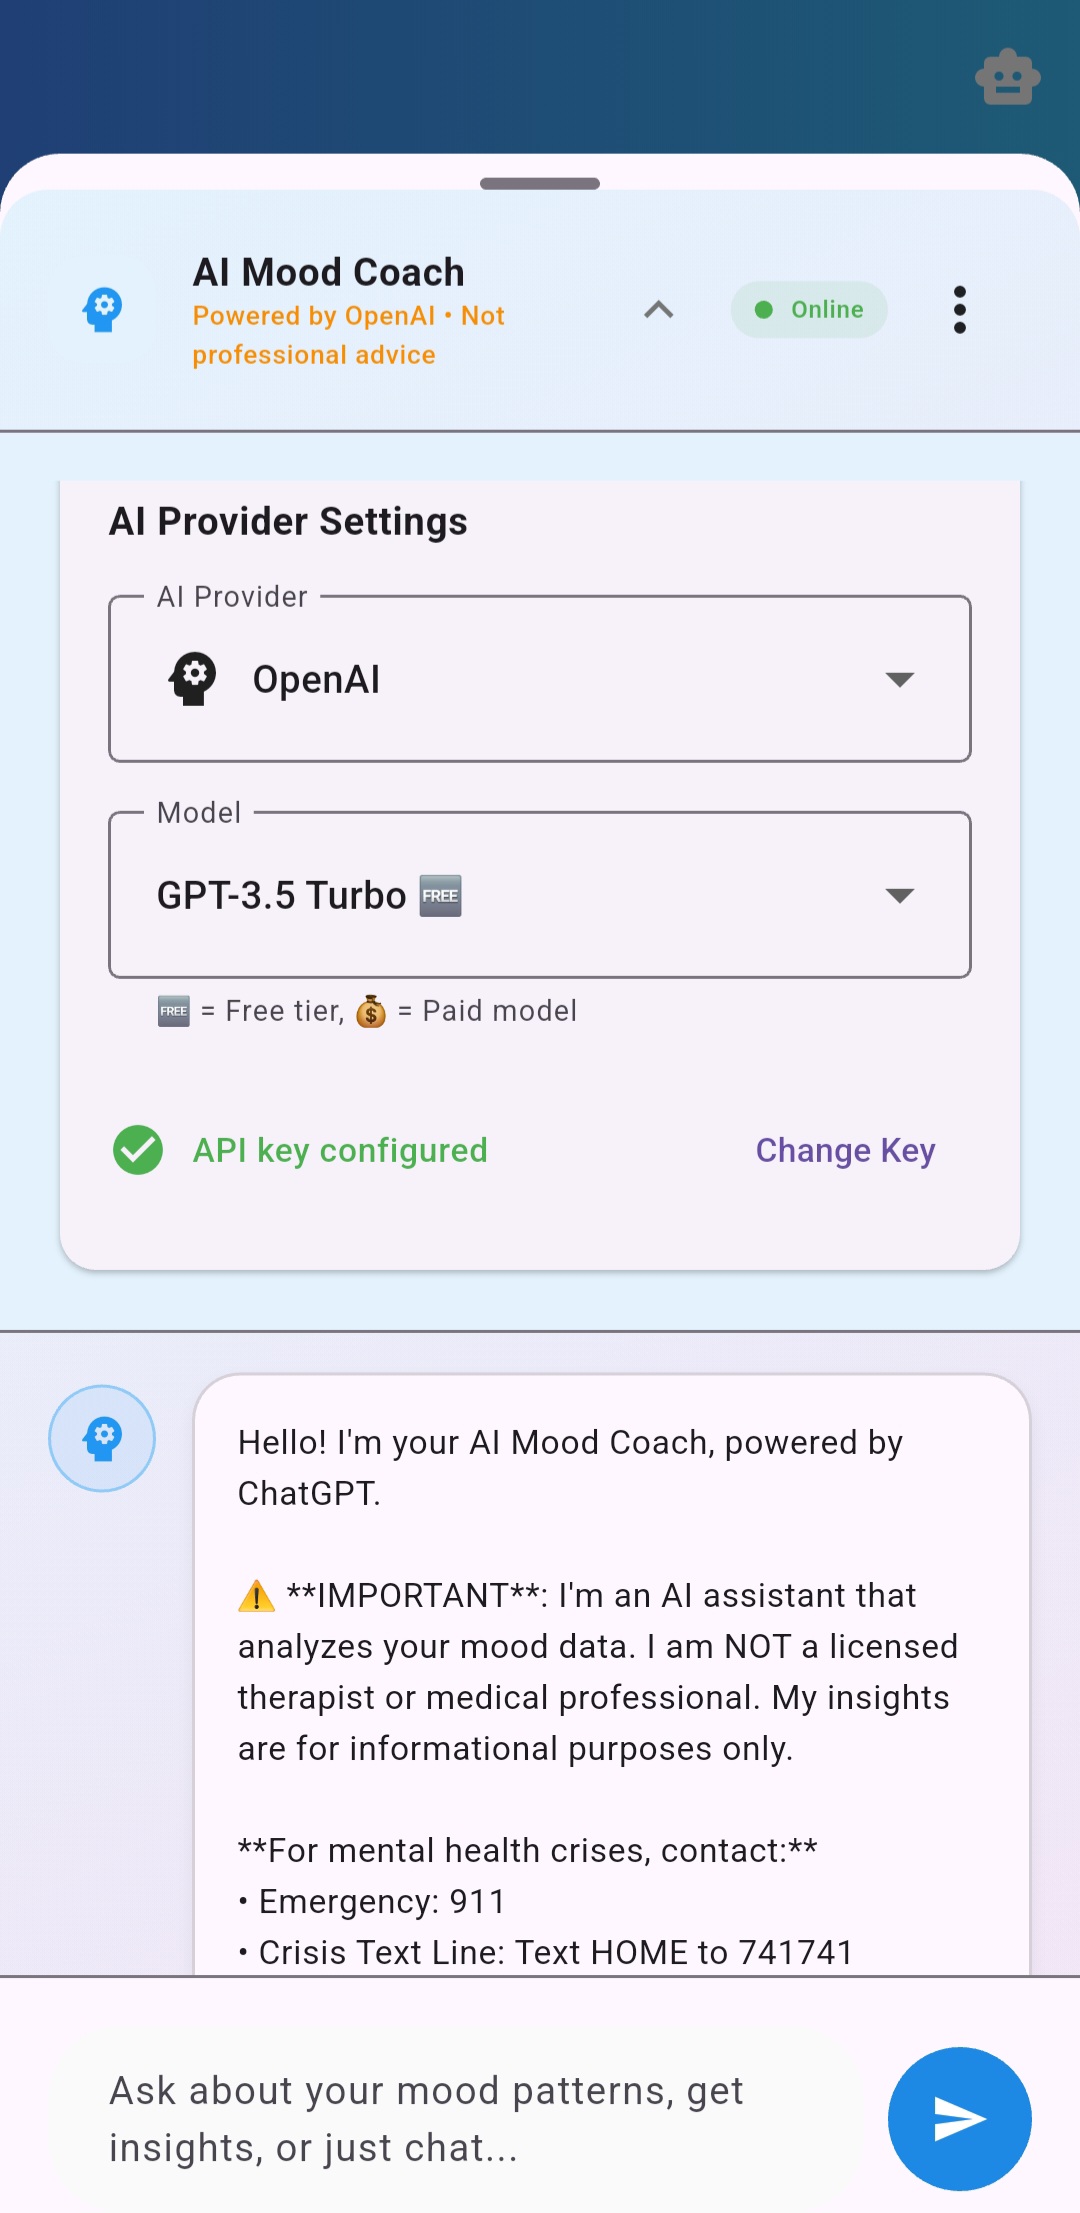 AI Mood Coach
Powered by OpenAI • Not
professional advice
Online
AI Provider Settings
AI Provider
OpenAI
Model
GPT-3.5 Turbo 🆓
🆓 = Free tier, 💰 = Paid model
API key configured
Change Key
Hello! I'm your AI Mood Coach, powered by
ChatGPT.
⚠️ **IMPORTANT**: I'm an AI assistant that
analyzes your mood data. I am NOT a licensed
therapist or medical professional. My insights
are for informational purposes only.
**For mental health crises, contact:**
• Emergency: 911
• Crisis Text Line: Text HOME to 741741
Ask about your mood patterns, get
insights, or just chat...